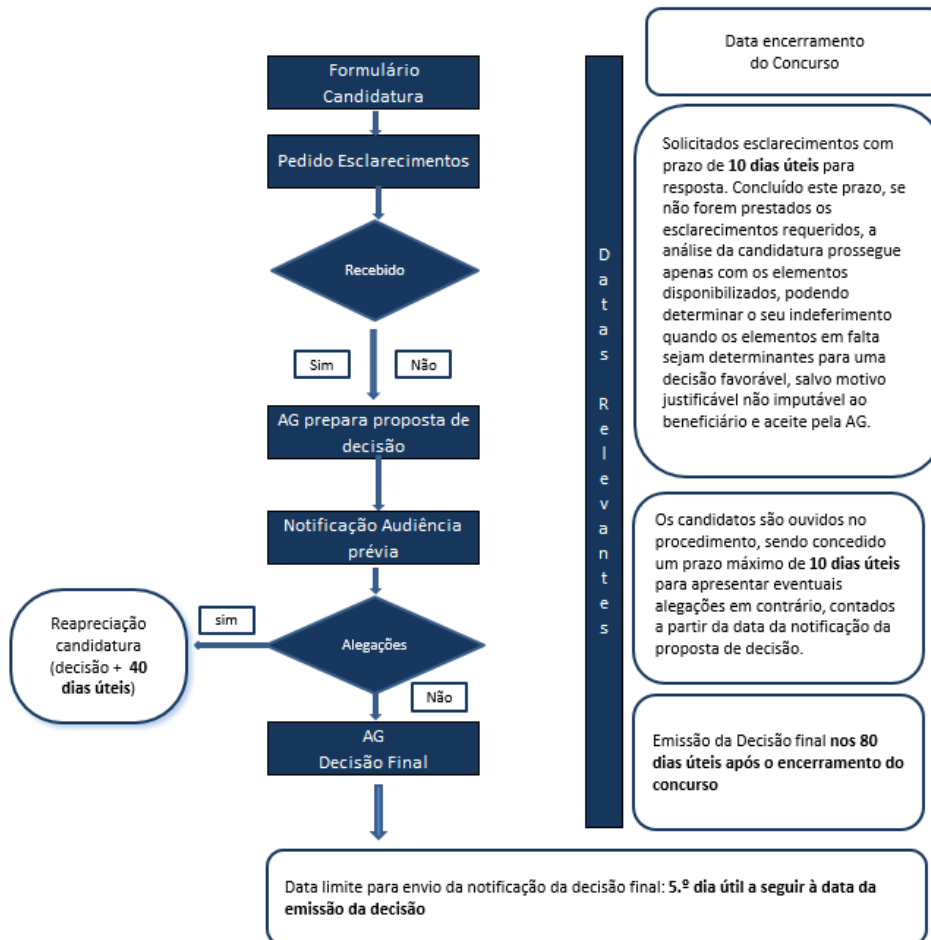 Formulário
Candidatura
Pedido Esclarecimentos
Recebido
Sim
Não
AG prepara proposta de
decisão
Notificação Audiência
prévia
Alegações
sim
Reapreciação
candidatura
(decisão + 40
dias úteis)
Não
AG
Decisão Final
Datas Relevantes
Data encerramento
do Concurso
Solicitados esclarecimentos com
prazo de 10 dias úteis para
resposta. Concluído este prazo, se
não forem prestados os
esclarecimentos requeridos, a
análise da candidatura prossegue
apenas com os elementos
disponibilizados, podendo
determinar o seu indeferimento
quando os elementos em falta
sejam determinantes para uma
decisão favorável, salvo motivo
justificável não imputável ao
beneficiário e aceite pela AG.
Os candidatos são ouvidos no
procedimento, sendo concedido
um prazo máximo de 10 dias úteis
para apresentar eventuais
alegações em contrário, contados
a partir da data da notificação da
proposta de decisão.
Emissão da Decisão final nos 80
dias úteis após o encerramento do
concurso
Data limite para envio da notificação da decisão final: 5.º dia útil a seguir à data da
emissão da decisão